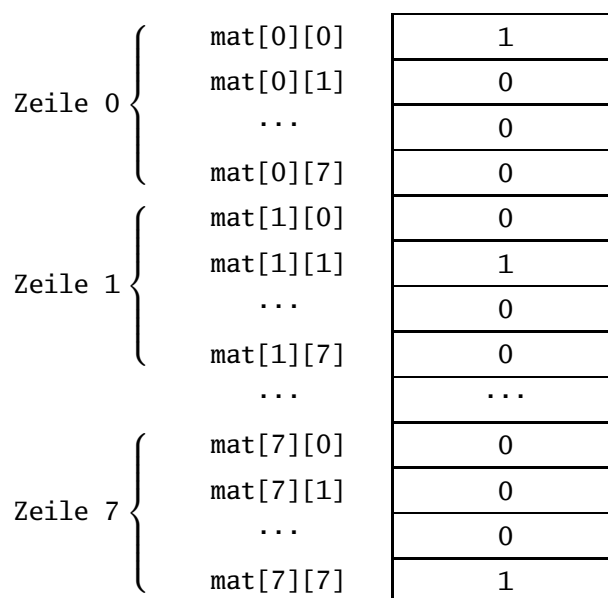 mat[0][0] 1
mat[0][1] 0
Zeile 0
... 0
mat[0][7] 0
mat[1][0] 0
mat[1][1] 1
Zeile 1
... 0
mat[1][7] 0
... ...
mat[7][0] 0
mat[7][1] 0
Zeile 7
... 0
mat[7][7] 1